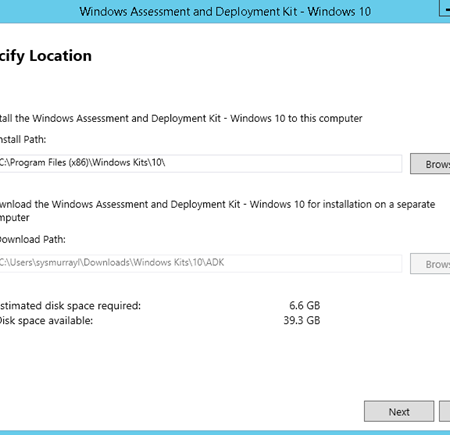 Windows Assessment and Deployment Kit - Windows 10
cify Location
tall the Windows Assessment and Deployment Kit - Windows 10 to this computer
nstall Path:
C:\Program Files (x86)\Windows Kits\10\
Brows
wnload the Windows Assessment and Deployment Kit - Windows 10 for installation on a separate
mputer
Download Path:
C:\Users\sysmurrayl\Downloads\Windows Kits\10\ADK
Brows
stimated disk space required: 6.6 GB
Disk space available: 39.3 GB
Next